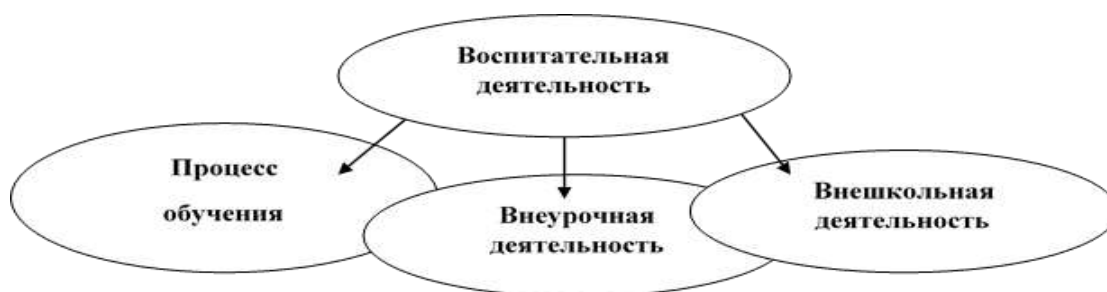 Воспитательная
деятельность
Процесс
обучения
Внеурочная
деятельность
Внешкольная
деятельность